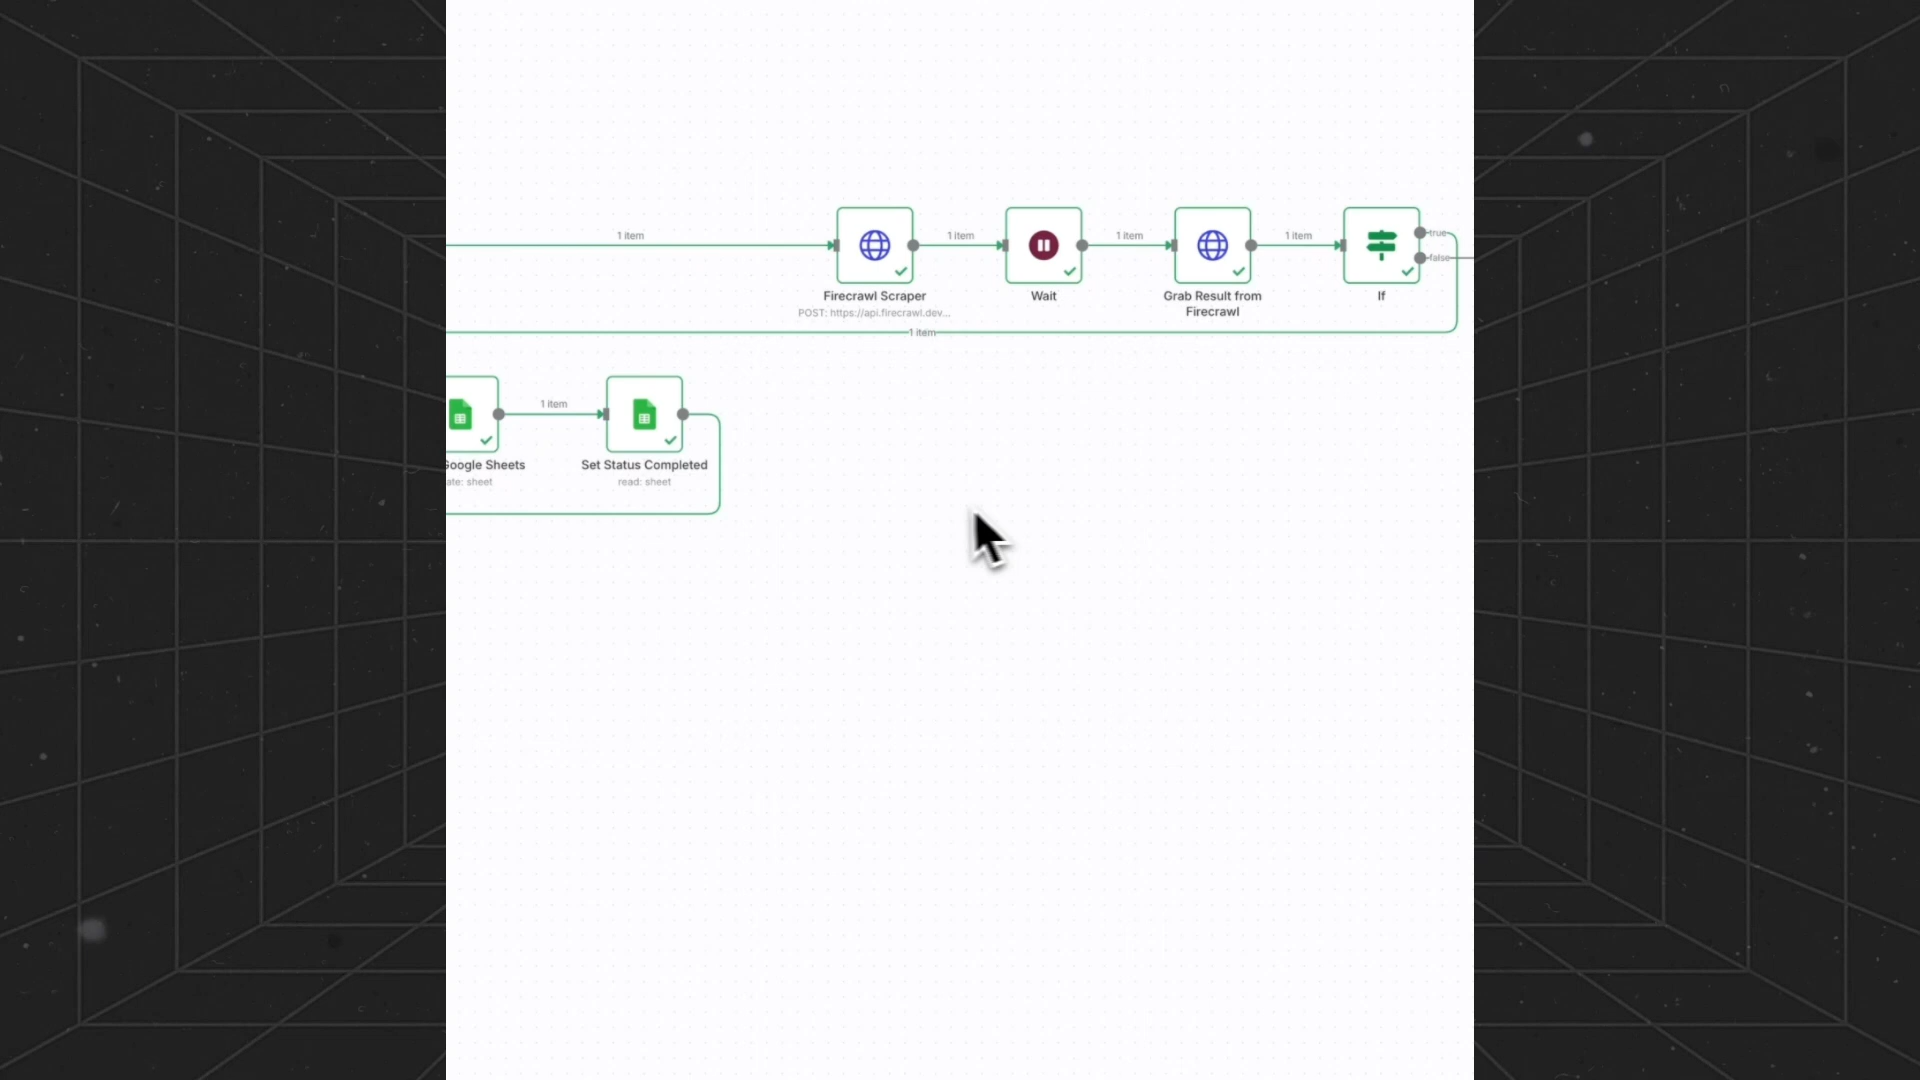 1 item
1 item
1 item
1 item
true
false
Firecrawl Scraper
POST: https://api.firecrawl.dev...
Wait
Grab Result from
Firecrawl
If
1 item
1 item
Google Sheets
ate: sheet
Set Status Completed
read: sheet